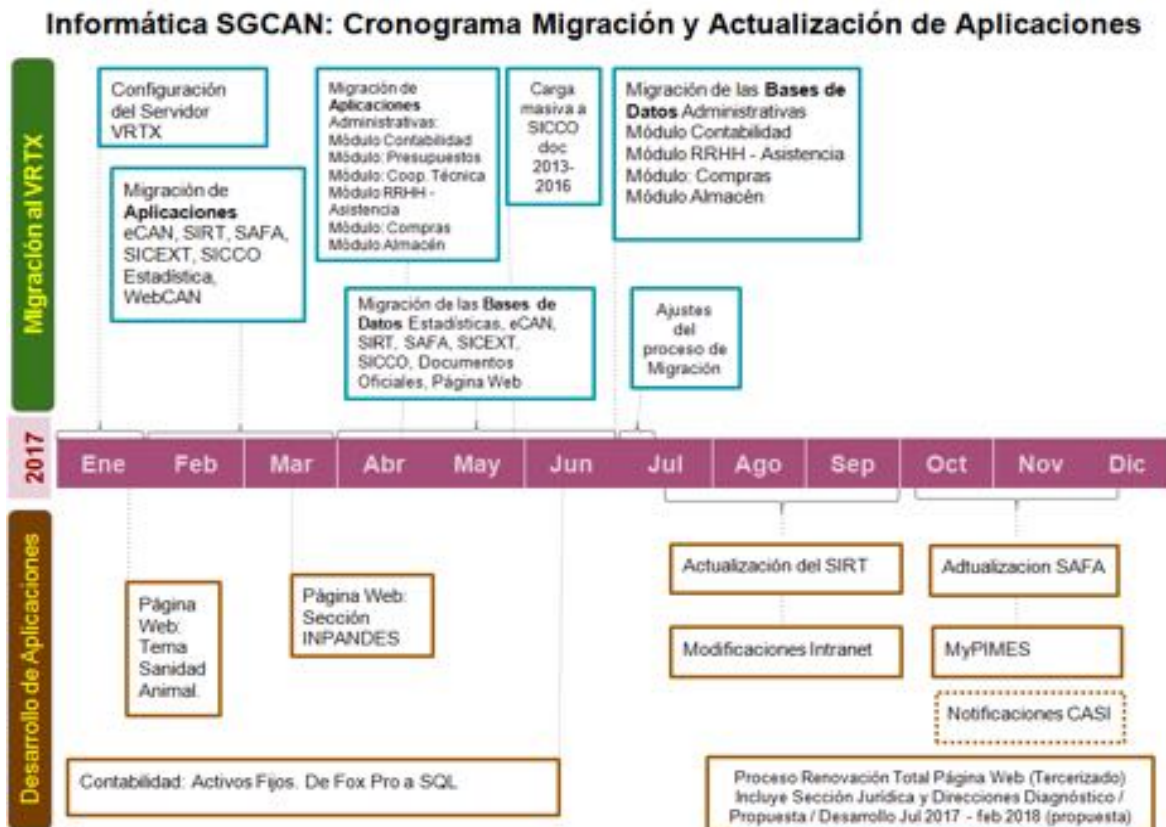 Informática SGCAN: Cronograma Migración y Actualización de Aplicaciones
Migración al VRTX
Configuración
del Servidor
VRTX
Migración de
Aplicaciones
eCAN, SIRT, SAFA,
SICEXT, SICCO
Estadística,
WebCAN
Migración de
Aplicaciones
Administrativas:
Módulo Contabilidad
Módulo: Presupuestos
Módulo: Coop. Técnica
Módulo RRHH -
Asistencia
Módulo: Compras
Módulo Almacén
Migración de las Bases de
Datos Estadísticas, eCAN,
SIRT, SAFA, SICEXT,
SICCO, Documentos
Oficiales, Página Web
Carga
masiva a
SICCO
doc
2013-
2016
Migración de las Bases de
Datos Administrativas
Módulo Contabilidad
Módulo RRHH - Asistencia
Módulo: Compras
Módulo Almacén
Ajustes
del
proceso de
Migración
2017
Ene Feb Mar Abr May Jun Jul Ago Sep Oct Nov Dic
Desarrollo de Aplicaciones
Página
Web:
Tema
Sanidad
Animal.
Página Web:
Sección
INPANDES
Contabilidad: Activos Fijos. De Fox Pro a SQL
Actualización del SIRT
Modificaciones Intranet
Adtualizacion SAFA
MyPIMES
Notificaciones CASI
Proceso Renovación Total Página Web (Tercerizado)
Incluye Sección Jurídica y Direcciones Diagnóstico /
Propuesta / Desarrollo Jul 2017 - feb 2018 (propuesta)